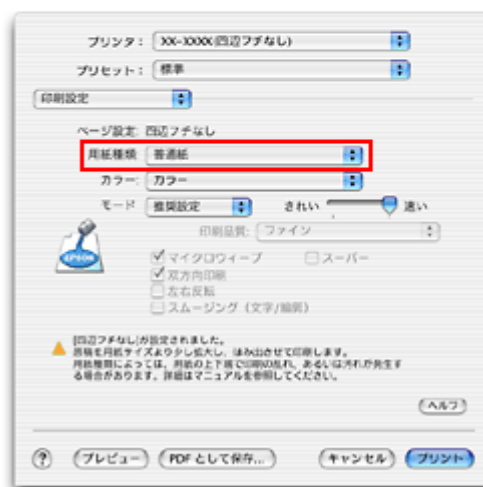 プリンタ： XX-XXXX(四辺フチなし)
プリセット： 標準
印刷設定
ページ設定: 四辺フチなし
用紙種類: 普通紙
カラー: カラー
モード: 推奨設定 きれい 速い
印刷品質: ファイン
EPSON
マイクロウィーブ スーパー
双方向印刷
左右反転
スムージング（文字/輪郭）
[四辺フチなし]が設定されました。
原稿を用紙サイズより少し拡大し、はみ出させて印刷します。
用紙種類によっては、用紙の上下端で印刷の乱れ、あるいは汚れが発生す
る場合があります。詳細はマニュアルを参照してください。
ヘルプ
? プレビュー PDF として保存... キャンセル プリント